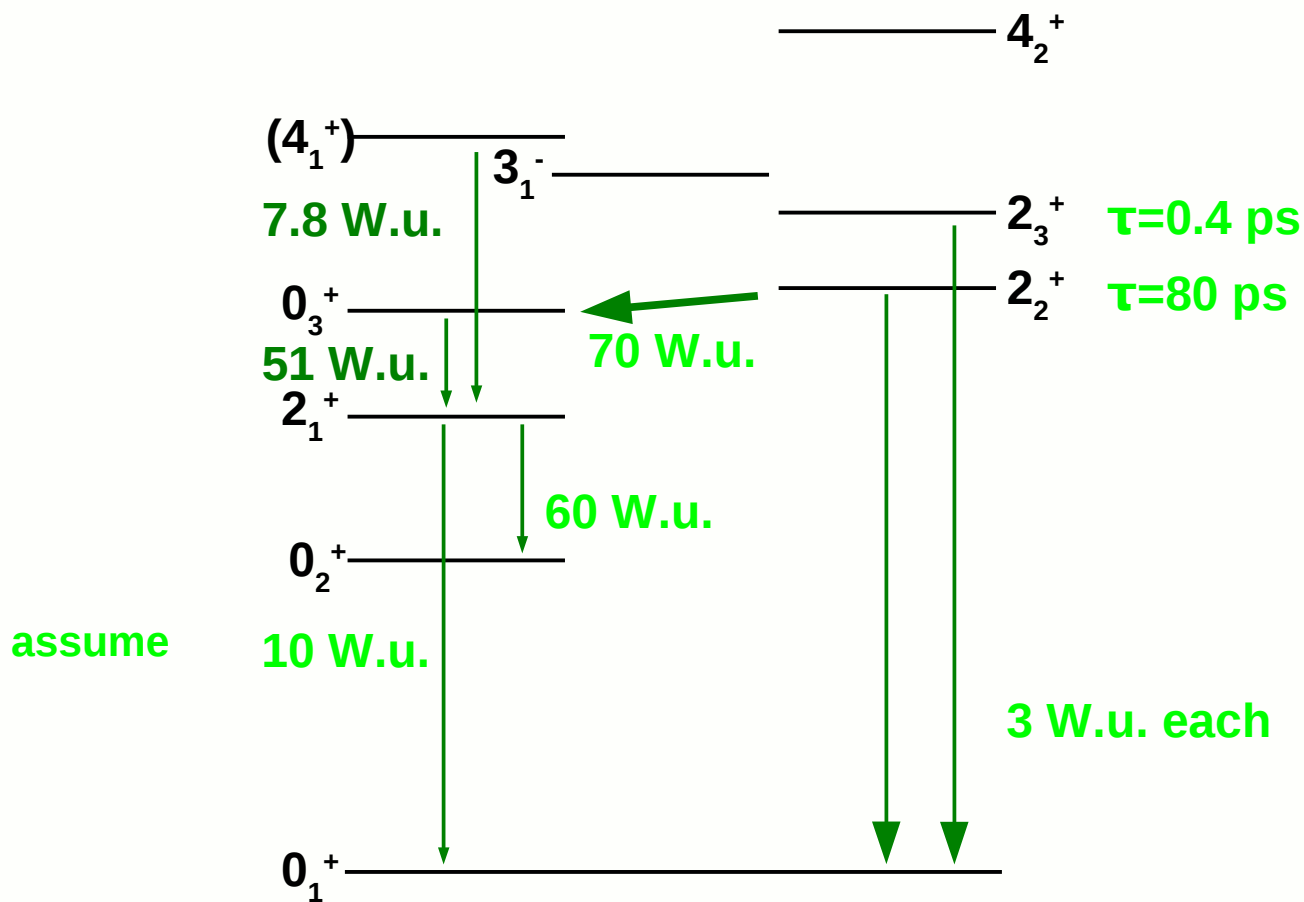 4₂⁺
(4₁⁺)
3₁⁻
7.8 W.u.
2₃⁺ τ=0.4 ps
0₃⁺
2₂⁺ τ=80 ps
51 W.u.
70 W.u.
2₁⁺
60 W.u.
0₂⁺
assume 10 W.u.
3 W.u. each
0₁⁺